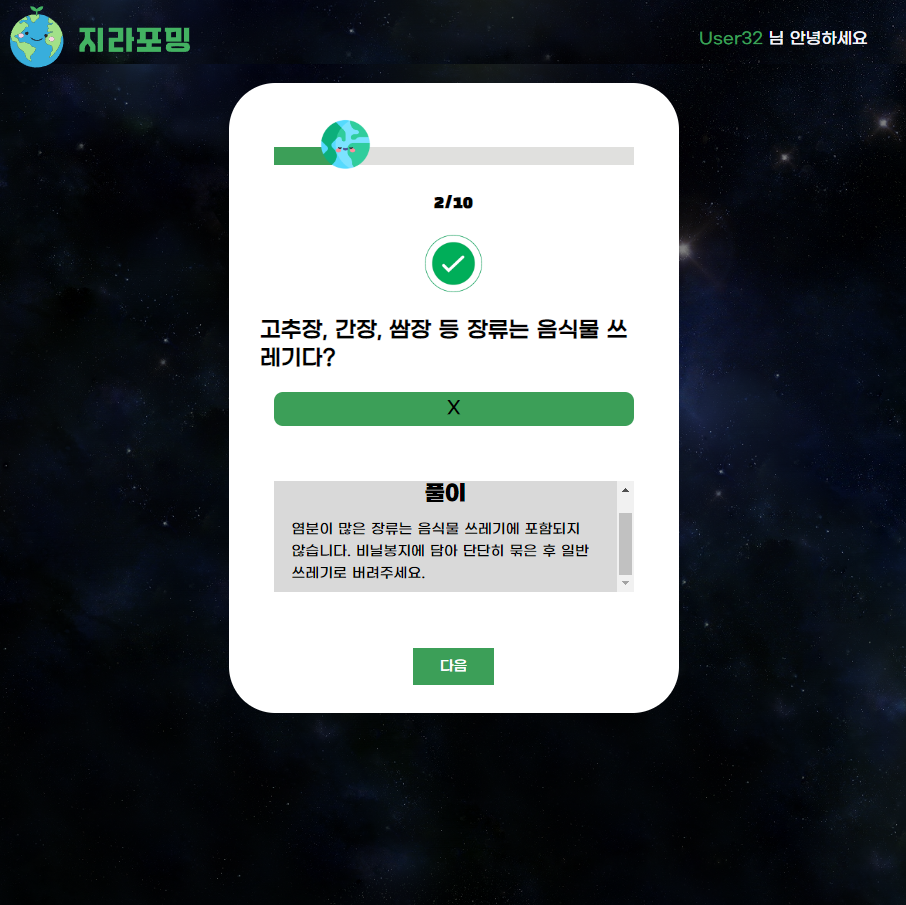 지라포밍
User32 님 안녕하세요
2/10
고추장, 간장, 쌈장 등 장류는 음식물 쓰
레기다?
X
풀이
염분이 많은 장류는 음식물 쓰레기에 포함되지
않습니다. 비닐봉지에 담아 단단히 묶은 후 일반
쓰레기로 버려주세요.
다음